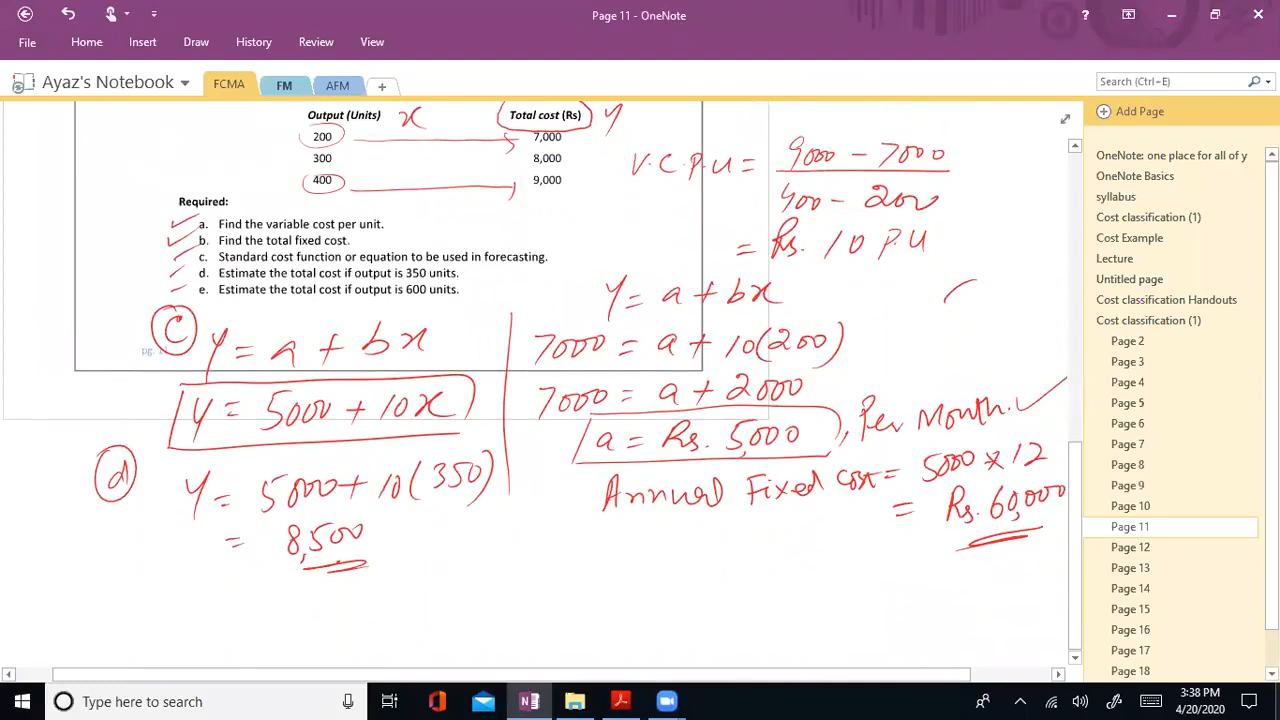 Page 11 - OneNote
?
File Home Insert Draw History Review View
Ayaz's Notebook FCMA FM AFM +
Search (Ctrl+E)
Add Page
Output (Units) x Total cost (Rs) y
200 7,000
300 8,000
400 9,000
Required:
a. Find the variable cost per unit.
b. Find the total fixed cost.
c. Standard cost function or equation to be used in forecasting.
d. Estimate the total cost if output is 350 units.
e. Estimate the total cost if output is 600 units.
V.C.P.U = 9000 - 7000
400 - 200
= Rs. 10 P.U
Y = a + bx
7000 = a + 10(200)
7000 = a + 2000
a = Rs. 5,000, Per Month.
Annual Fixed cost = 5000 × 12
= Rs. 60,000
C
Y = a + bx
Y = 5000 + 10x
d
Y = 5000 + 10(350)
= 8,500
OneNote: one place for all of y
OneNote Basics
syllabus
Cost classification (1)
Cost Example
Lecture
Untitled page
Cost classification Handouts
Cost classification (1)
Page 2
Page 3
Page 4
Page 5
Page 6
Page 7
Page 8
Page 9
Page 10
Page 11
Page 12
Page 13
Page 14
Page 15
Page 16
Page 17
Page 18
Type here to search
3:38 PM
4/20/2020